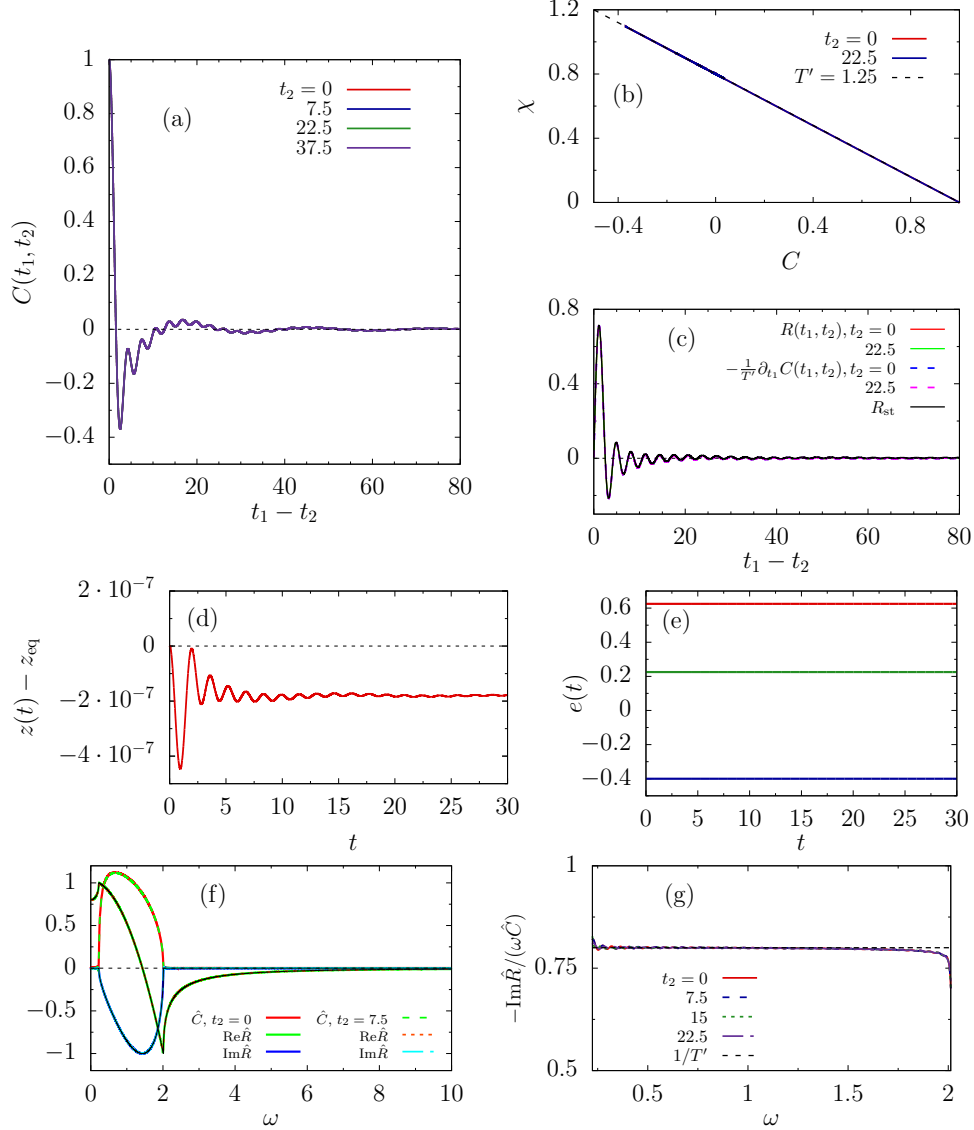 (a)
C(t₁, t₂)
1
0.8
0.6
0.4
0.2
0
−0.2
−0.4
t₂ = 0
7.5
22.5
37.5
0 20 40 60 80
t₁ − t₂
(b)
χ
1.2
0.8
0.4
0
t₂ = 0
22.5
T′ = 1.25
−0.4 0 0.4 0.8
C
(c)
0.8
0.4
0
R(t₁, t₂), t₂ = 0
22.5
−1/T′ ∂t₁C(t₁, t₂), t₂ = 0
22.5
Rst
0 20 40 60 80
t₁ − t₂
(d)
z(t) − zeq
2 · 10⁻⁷
0
−2 · 10⁻⁷
−4 · 10⁻⁷
0 5 10 15 20 25 30
t
(e)
e(t)
0.6
0.4
0.2
0
−0.2
−0.4
0 5 10 15 20 25 30
t
(f)
1
0.5
0
−0.5
−1
Ĉ, t₂ = 0
ReR̂
ImR̂
Ĉ, t₂ = 7.5
ReR̂
ImR̂
0 2 4 6 8 10
ω
(g)
−ImR̂/(ωĈ)
1
0.75
0.5
t₂ = 0
7.5
15
22.5
1/T′
0.5 1 1.5 2
ω